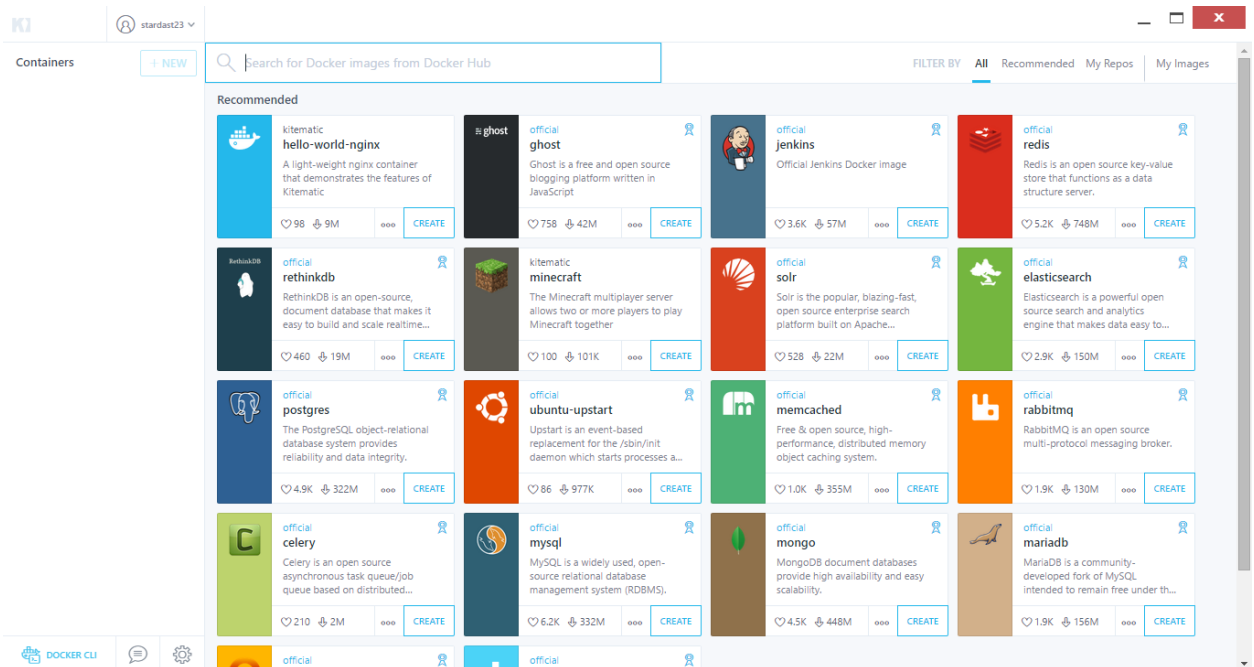 K
stardast23
Containers
+ NEW
Search for Docker images from Docker Hub
FILTER BY All Recommended My Repos My Images
Recommended
kitematic
hello-world-nginx
A light-weight nginx container
that demonstrates the features of
Kitematic
98 9M
CREATE
ghost
official
ghost
Ghost is a free and open source
blogging platform written in
JavaScript
758 42M
CREATE
official
jenkins
Official Jenkins Docker image
3.6K 57M
CREATE
official
redis
Redis is an open source key-value
store that functions as a data
structure server.
5.2K 748M
CREATE
RethinkDB
official
rethinkdb
RethinkDB is an open-source,
document database that makes it
easy to build and scale realtime...
460 19M
CREATE
kitematic
minecraft
The Minecraft multiplayer server
allows two or more players to play
Minecraft together
100 101K
CREATE
official
solr
Solr is the popular, blazing-fast,
open source enterprise search
platform built on Apache...
528 22M
CREATE
official
elasticsearch
Elasticsearch is a powerful open
source search and analytics
engine that makes data easy to...
2.9K 150M
CREATE
official
postgres
The PostgreSQL object-relational
database system provides
reliability and data integrity.
4.9K 322M
CREATE
official
ubuntu-upstart
Upstart is an event-based
replacement for the /sbin/init
daemon which starts processes a...
86 977K
CREATE
official
memcached
Free & open source, high-
performance, distributed memory
object caching system.
1.0K 355M
CREATE
official
rabbitmq
RabbitMQ is an open source
multi-protocol messaging broker.
1.9K 130M
CREATE
C
official
celery
Celery is an open source
asynchronous task queue/job
queue based on distributed...
210 2M
CREATE
official
mysql
MySQL is a widely used, open-
source relational database
management system (RDBMS).
6.2K 332M
CREATE
official
mongo
MongoDB document databases
provide high availability and easy
scalability.
4.5K 448M
CREATE
official
mariadb
MariaDB is a community-
developed fork of MySQL
intended to remain free under th...
1.9K 156M
CREATE
official
official
DOCKER CLI